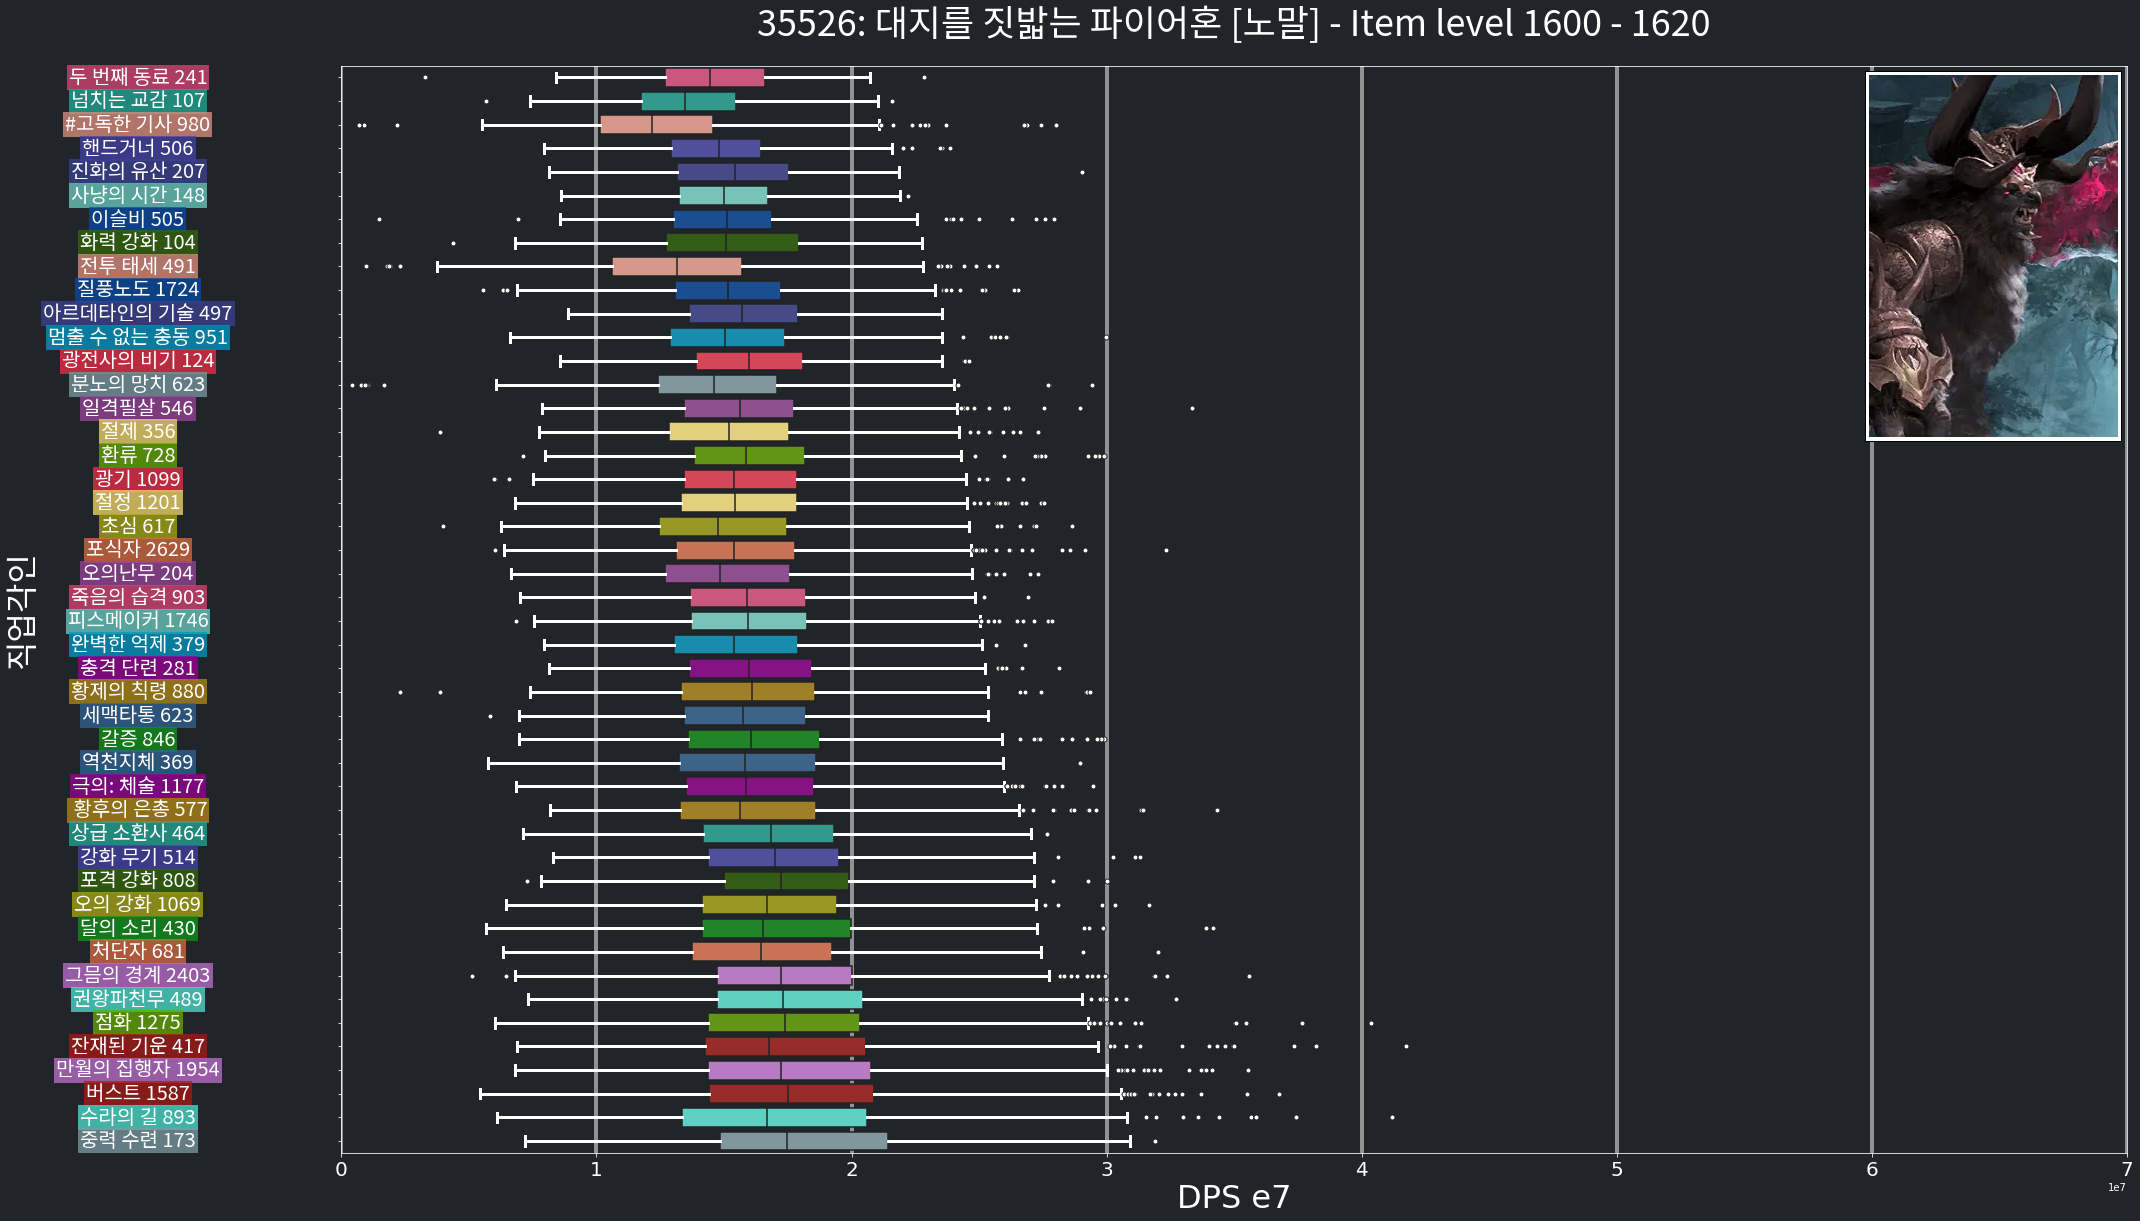 35526: 대지를 짓밟는 파이어혼 [노말] - Item level 1600 - 1620
두 번째 동료 241
넘치는 교감 107
#고독한 기사 980
핸드거너 506
진화의 유산 207
사냥의 시간 148
이슬비 505
화력 강화 104
전투 태세 491
질풍노도 1724
아르데타인의 기술 497
멈출 수 없는 충동 951
광전사의 비기 124
분노의 망치 623
일격필살 546
절제 356
환류 728
광기 1099
절정 1201
초심 617
포식자 2629
오의난무 204
죽음의 습격 903
피스메이커 1746
완벽한 억제 379
충격 단련 281
황제의 칙령 880
세맥타통 623
갈증 846
역천지체 369
극의: 체술 1177
황후의 은총 577
상급 소환사 464
강화 무기 514
포격 강화 808
오의 강화 1069
달의 소리 430
처단자 681
그믐의 경계 2403
권왕파천무 489
점화 1275
잔재된 기운 417
만월의 집행자 1954
버스트 1587
수라의 길 893
중력 수련 173
직업각인
0 1 2 3 4 5 6 7
DPS e7
1e7